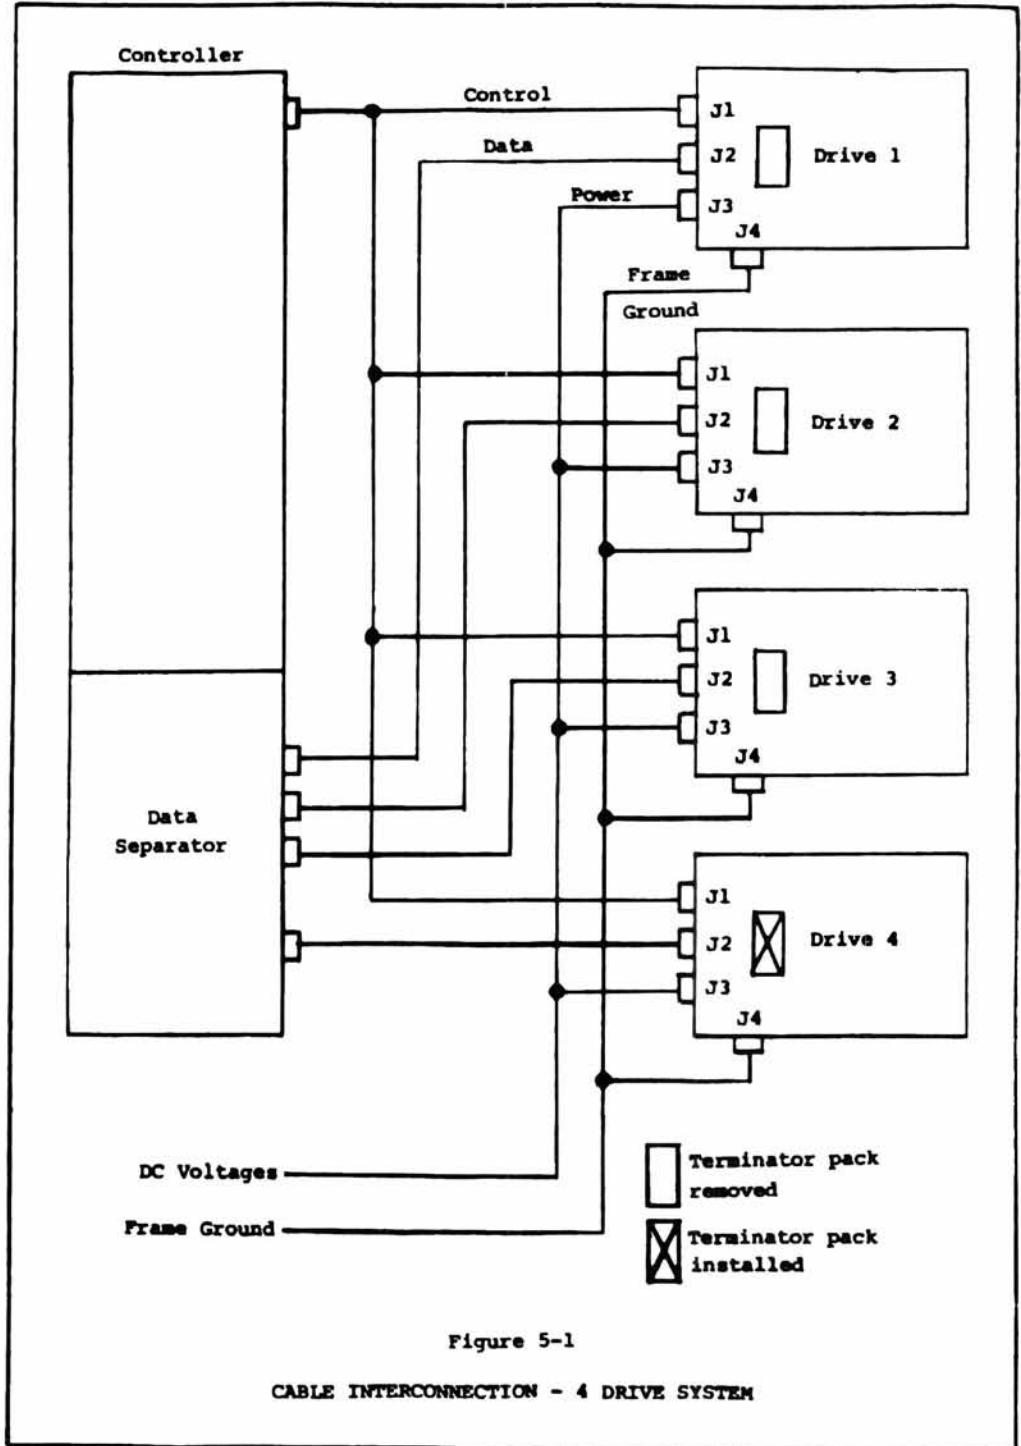 Controller
Control
J1
Data
J2
Drive 1
Power
J3
J4
Frame
Ground
J1
J2
Drive 2
J3
J4
J1
J2
Drive 3
J3
J4
Data
Separator
J1
J2
Drive 4
J3
J4
DC Voltages
Terminator pack
removed
Frame Ground
Terminator pack
installed
Figure 5-1
CABLE INTERCONNECTION - 4 DRIVE SYSTEM